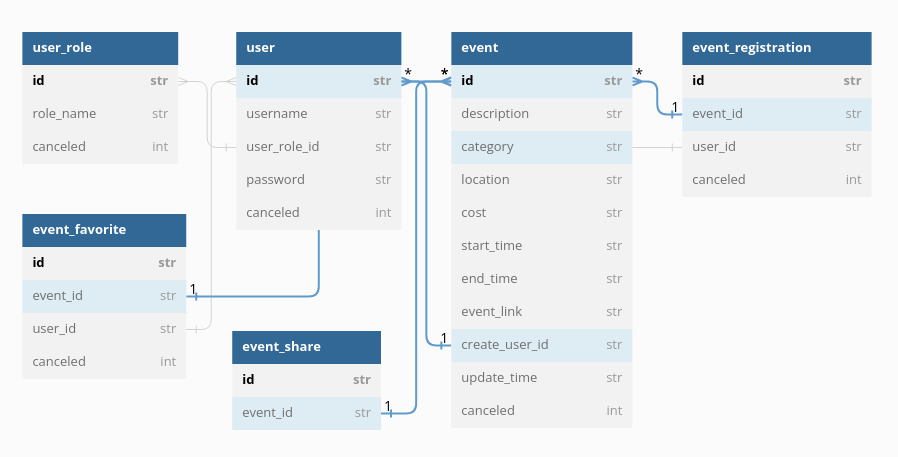 user_role
id str
role_name str
canceled int
user
id str
username str
user_role_id str
password str
canceled int
event
id str
description str
category str
location str
cost str
start_time str
end_time str
event_link str
create_user_id str
update_time str
canceled int
event_registration
id str
event_id str
user_id str
canceled int
event_favorite
id str
event_id str
user_id str
canceled int
event_share
id str
event_id str
*
*
*
1
1
1
1